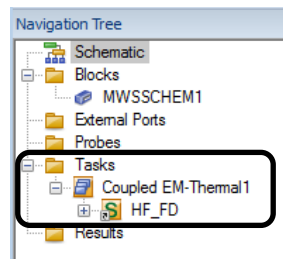 Navigation Tree
Schematic
Blocks
MWSSCHEM1
External Ports
Probes
Tasks
Coupled EM-Thermal1
S HF_FD
Results